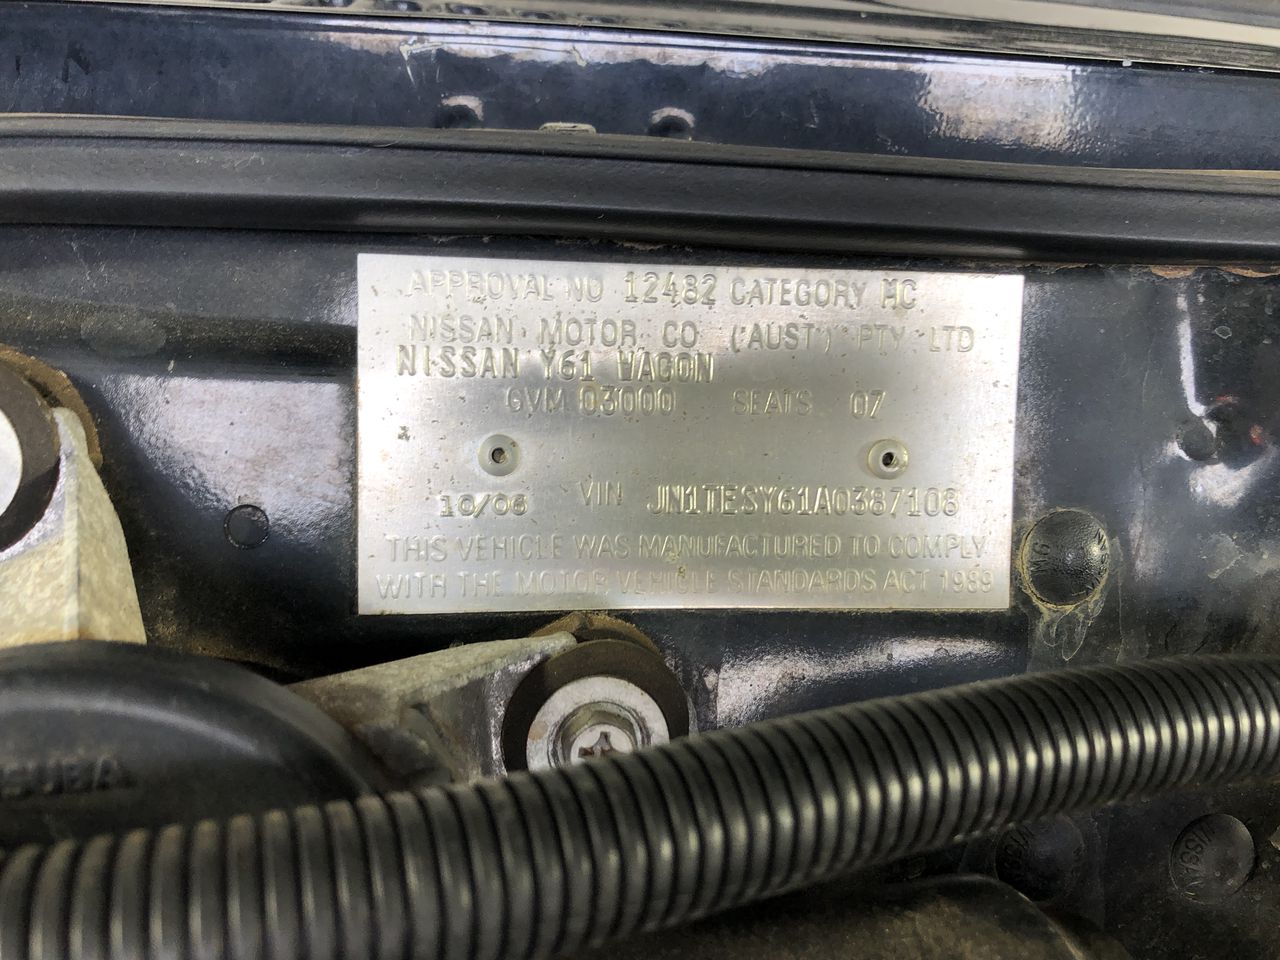 APPROVAL NO 12482 CATEGORY MC
NISSAN MOTOR CO (AUST) PTY LTD
NISSAN Y61 WAGON
GVM 03000 SEATS 07
10/06 VIN JN1TESY61A0387108
THIS VEHICLE WAS MANUFACTURED TO COMPLY
WITH THE MOTOR VEHICLE STANDARDS ACT 1989
NISSAN